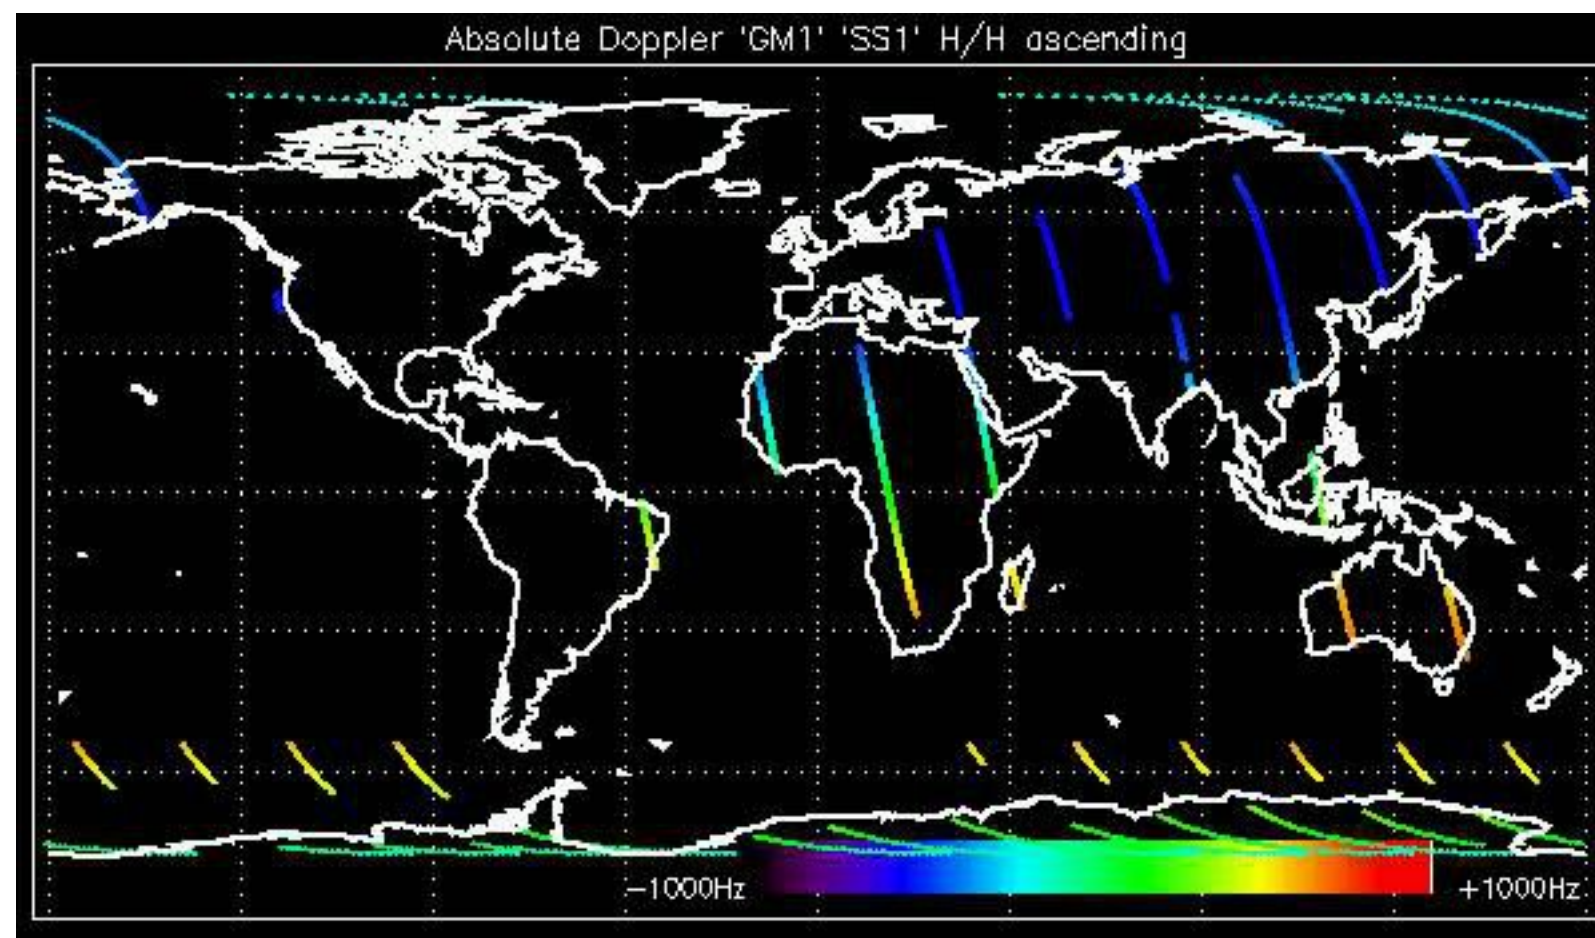 Absolute Doppler 'GM1' 'SS1' H/H ascending
−1000Hz
+1000Hz